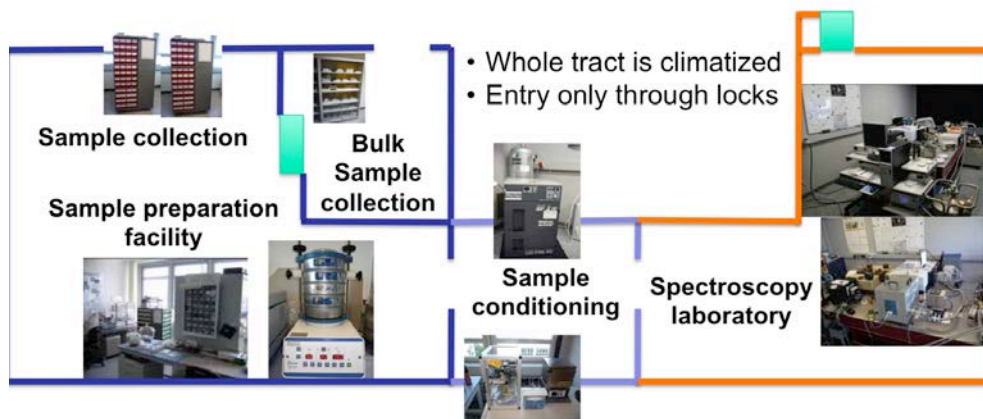 • Whole tract is climatized
• Entry only through locks
Sample collection
Bulk
Sample
collection
Sample preparation
facility
Sample
conditioning
Spectroscopy
laboratory